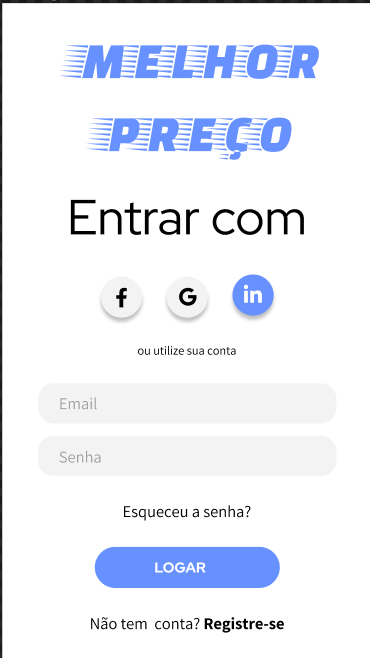 MELHOR
PREÇO
Entrar com
f G in
ou utilize sua conta
Email
Senha
Esqueceu a senha?
LOGAR
Não tem conta? Registre-se